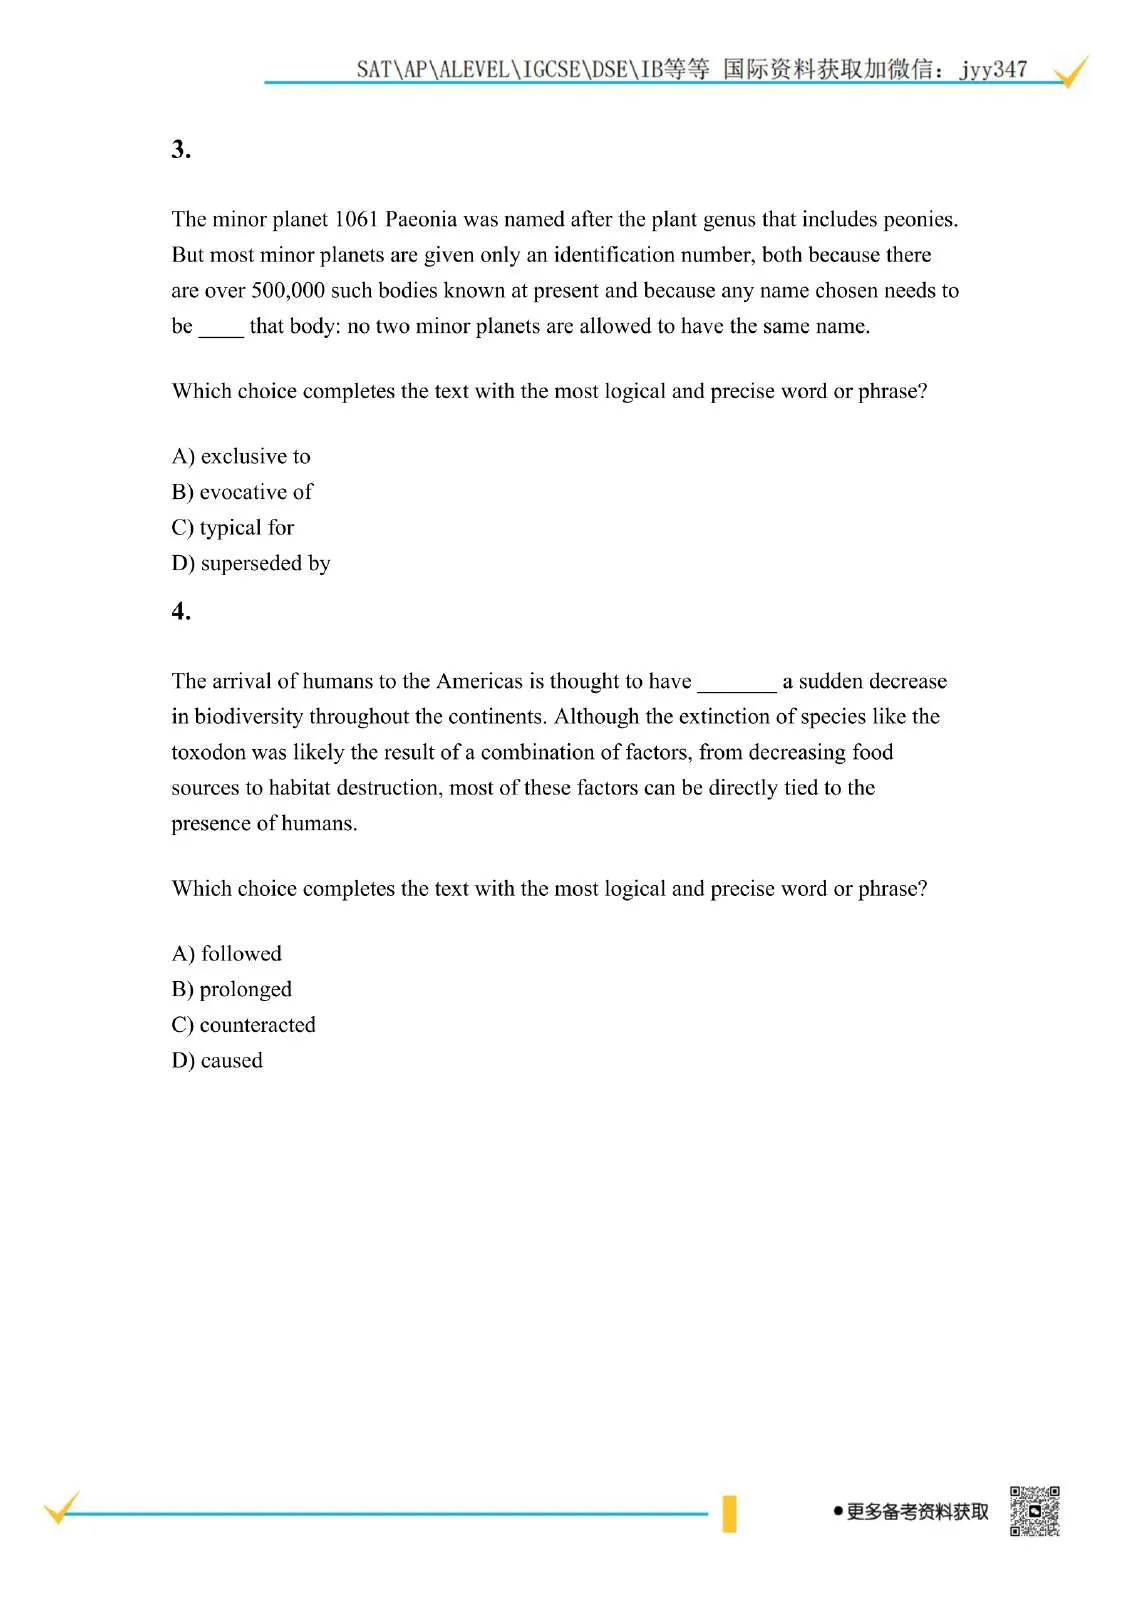 SAT\AP\ALEVEL\IGCSE\DSE\IB等等 国际资料获取加微信：jyy347
3.
The minor planet 1061 Paeonia was named after the plant genus that includes peonies.
But most minor planets are given only an identification number, both because there
are over 500,000 such bodies known at present and because any name chosen needs to
be ____ that body: no two minor planets are allowed to have the same name.
Which choice completes the text with the most logical and precise word or phrase?
A) exclusive to
B) evocative of
C) typical for
D) superseded by
4.
The arrival of humans to the Americas is thought to have _______ a sudden decrease
in biodiversity throughout the continents. Although the extinction of species like the
toxodon was likely the result of a combination of factors, from decreasing food
sources to habitat destruction, most of these factors can be directly tied to the
presence of humans.
Which choice completes the text with the most logical and precise word or phrase?
A) followed
B) prolonged
C) counteracted
D) caused
●更多备考资料获取